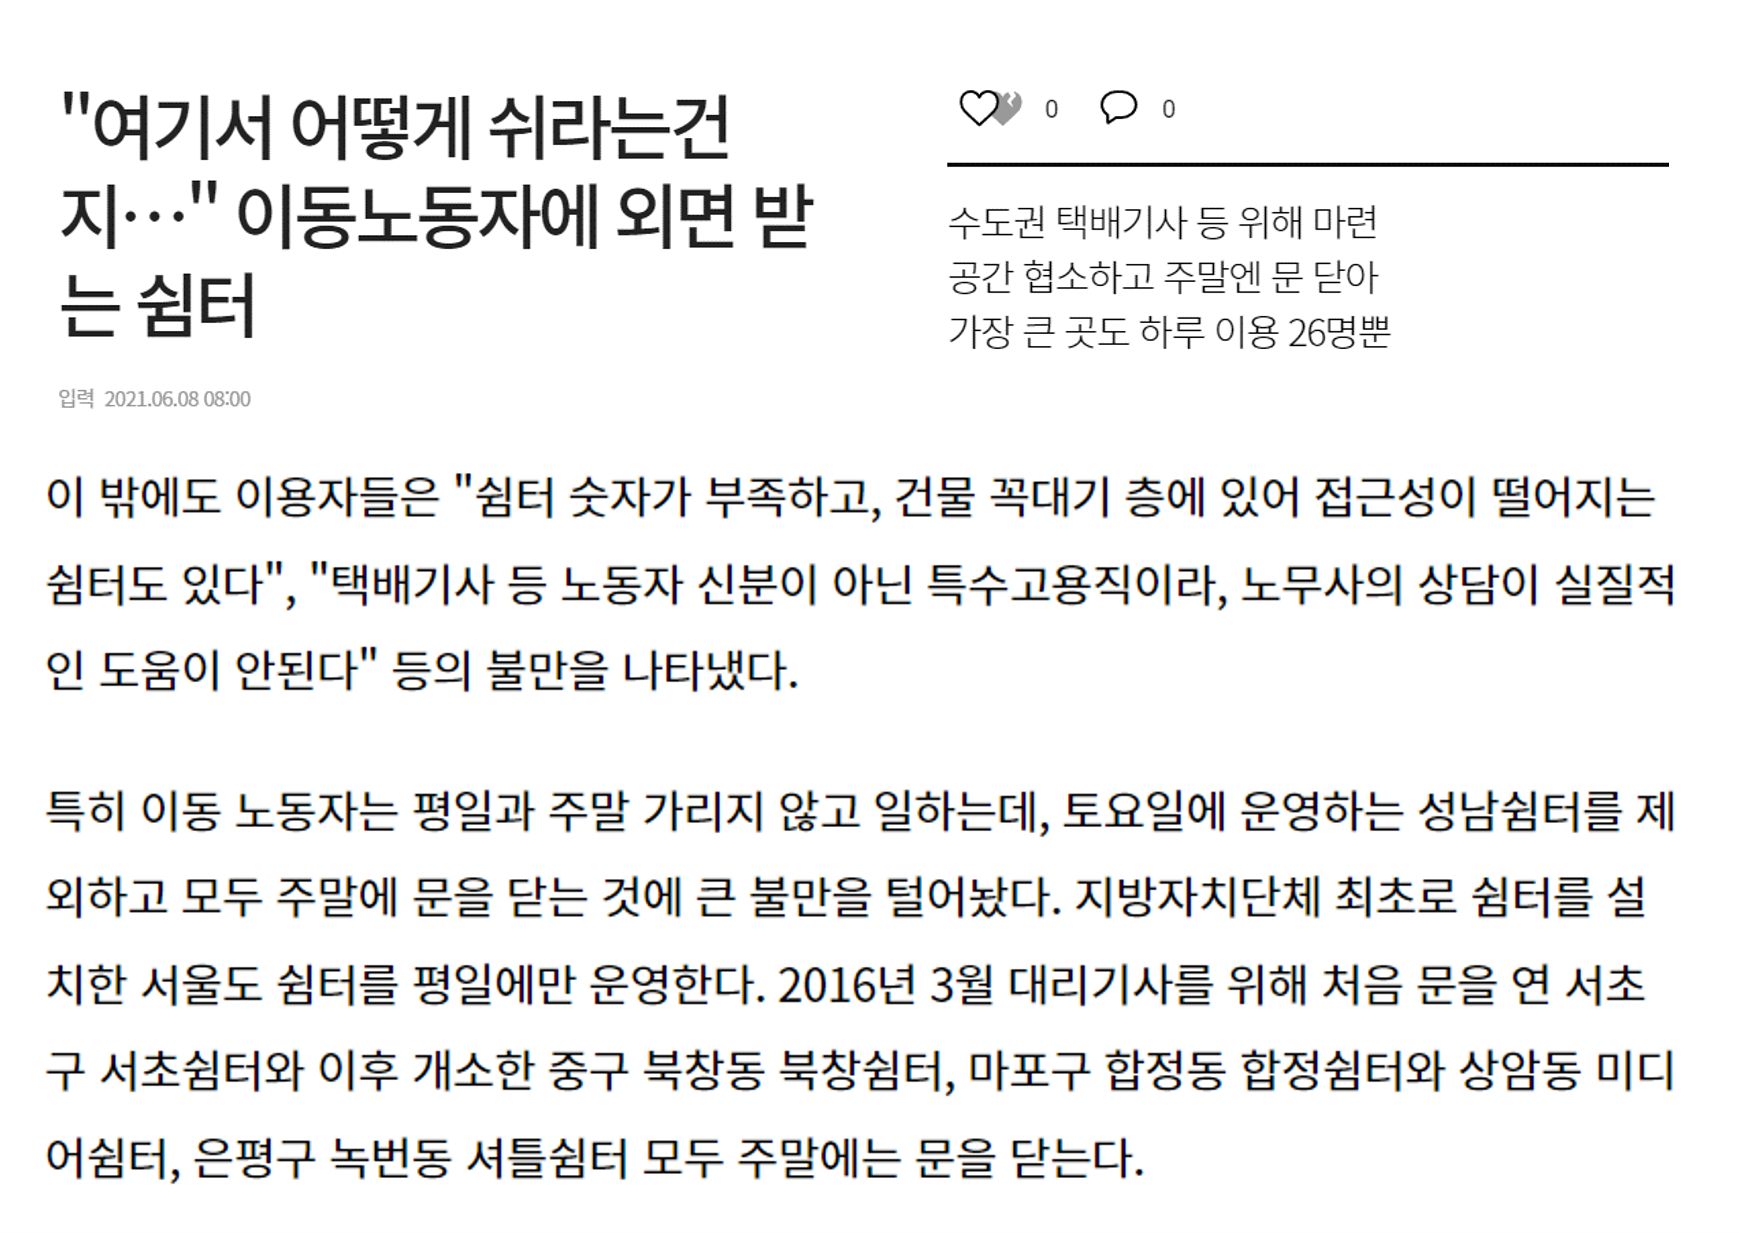 "여기서 어떻게 쉬라는건
지…" 이동노동자에 외면 받
는 쉼터
입력 2021.06.08 08:00
0 0
수도권 택배기사 등 위해 마련
공간 협소하고 주말엔 문 닫아
가장 큰 곳도 하루 이용 26명뿐
이 밖에도 이용자들은 "쉼터 숫자가 부족하고, 건물 꼭대기 층에 있어 접근성이 떨어지는
쉼터도 있다", "택배기사 등 노동자 신분이 아닌 특수고용직이라, 노무사의 상담이 실질적
인 도움이 안된다" 등의 불만을 나타냈다.
특히 이동 노동자는 평일과 주말 가리지 않고 일하는데, 토요일에 운영하는 성남쉼터를 제
외하고 모두 주말에 문을 닫는 것에 큰 불만을 털어놨다. 지방자치단체 최초로 쉼터를 설
치한 서울도 쉼터를 평일에만 운영한다. 2016년 3월 대리기사를 위해 처음 문을 연 서초
구 서초쉼터와 이후 개소한 중구 북창동 북창쉼터, 마포구 합정동 합정쉼터와 상암동 미디
어쉼터, 은평구 녹번동 셔틀쉼터 모두 주말에는 문을 닫는다.